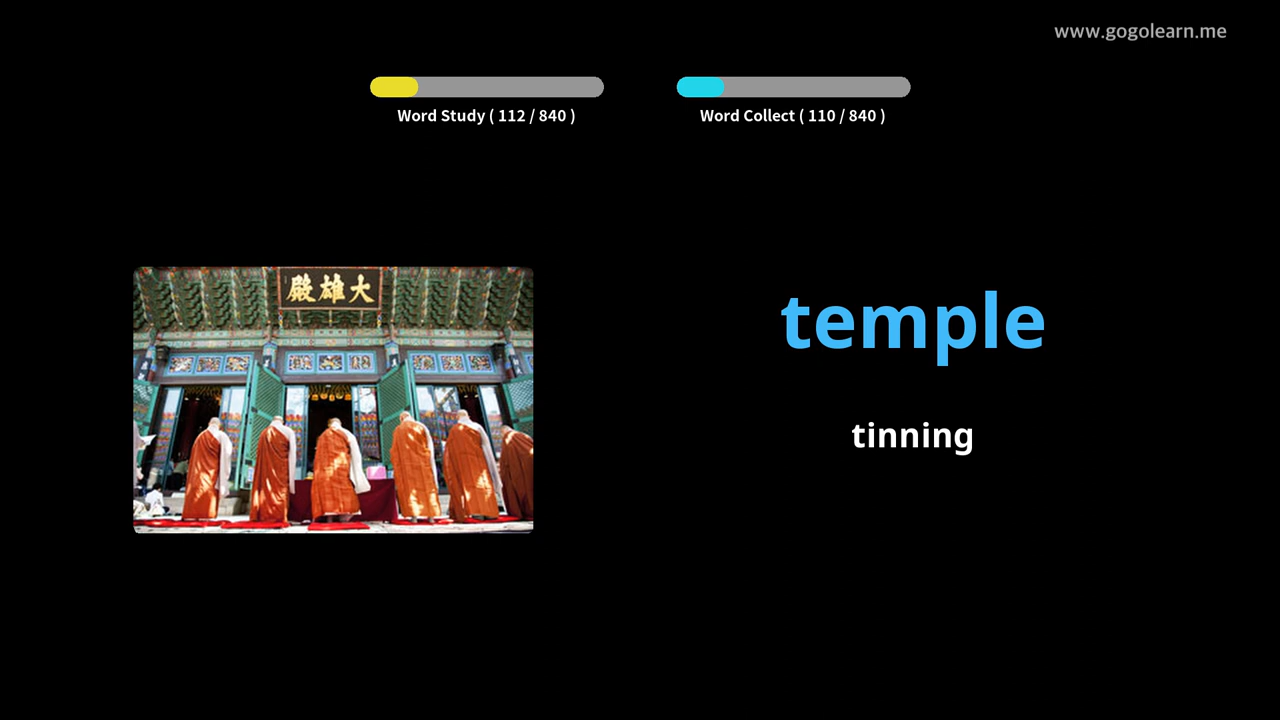 www.gogolearn.me
Word Study ( 112 / 840 )
Word Collect ( 110 / 840 )
殿雄大
temple
tinning